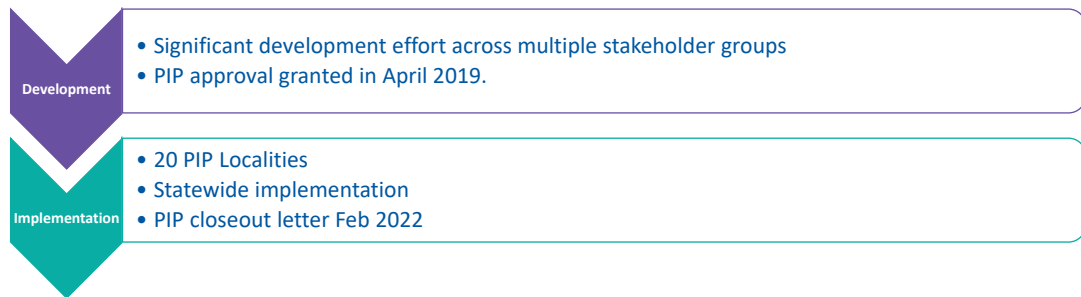 Development
• Significant development effort across multiple stakeholder groups
• PIP approval granted in April 2019.
Implementation
• 20 PIP Localities
• Statewide implementation
• PIP closeout letter Feb 2022